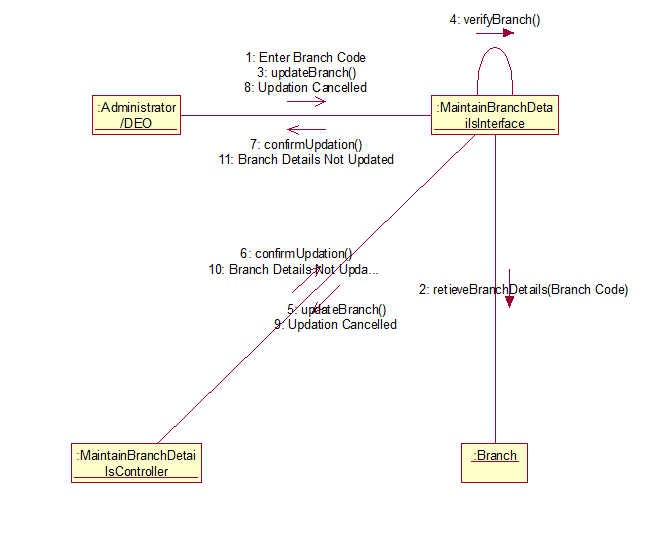 4: verifyBranch()
1: Enter Branch Code
3: updateBranch()
8: Updation Cancelled
:Administrator
/DEO
:MaintainBranchDeta
ilsInterface
7: confirmUpdation()
11: Branch Details Not Updated
6: confirmUpdation()
10: Branch Details Not Upda...
2: retieveBranchDetails(Branch Code)
5: updateBranch()
9: Updation Cancelled
:MaintainBranchDetai
lsController
:Branch